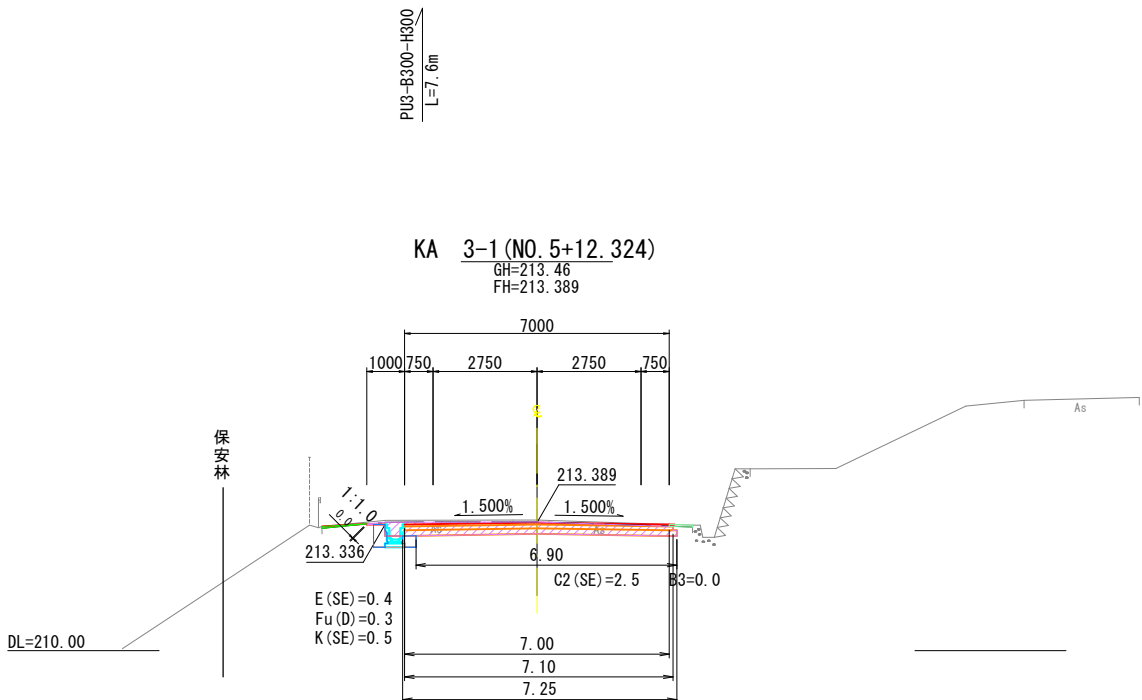 PU3-B300-H300
L=7.6m
KA 3-1(NO.5+12.324)
GH=213.46
FH=213.389
7000
1000 750 2750 2750 750
As
保安林
213.389
1:1.0
0.0
1.500% 1.500%
As
213.336
6.90
C2(SE)=2.5 B3=0.0
E(SE)=0.4
Fu(D)=0.3
K(SE)=0.5
DL=210.00
7.00
7.10
7.25